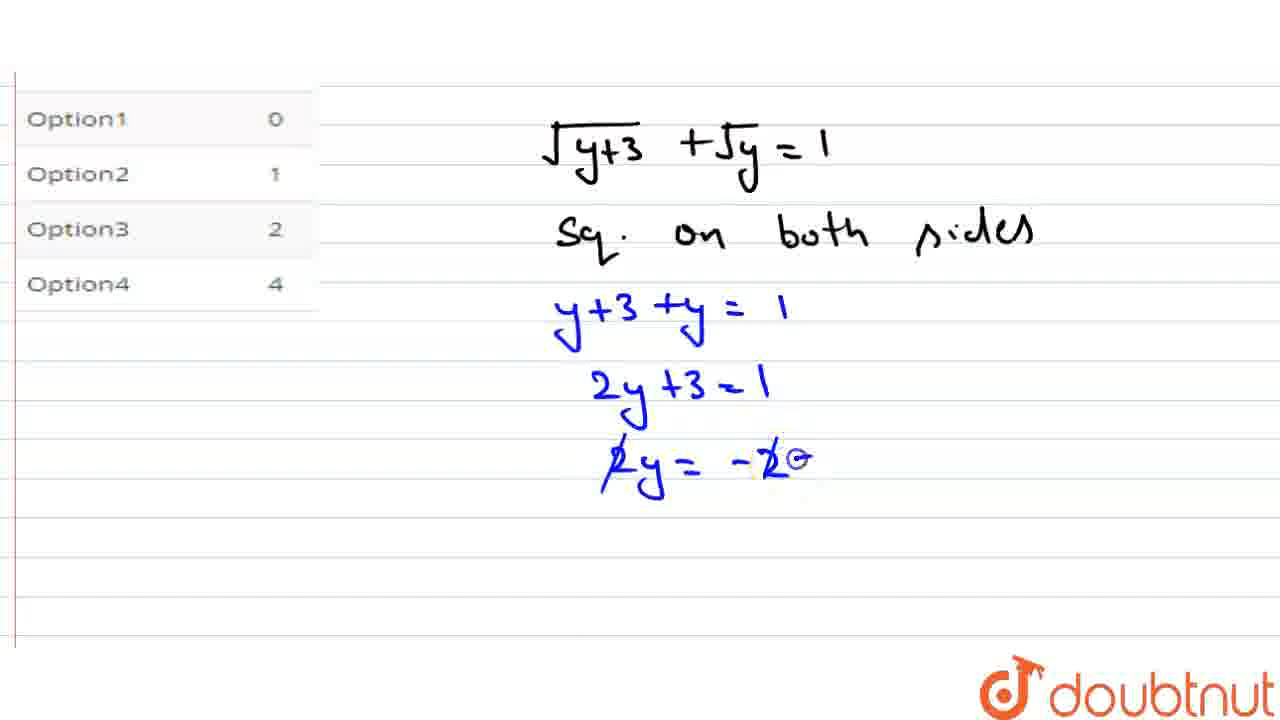 Option1 0
Option2 1
Option3 2
Option4 4
√y+3 + √y = 1
Sq. on both sides
y+3+y = 1
2y+3 = 1
2y = -2
doubtnut